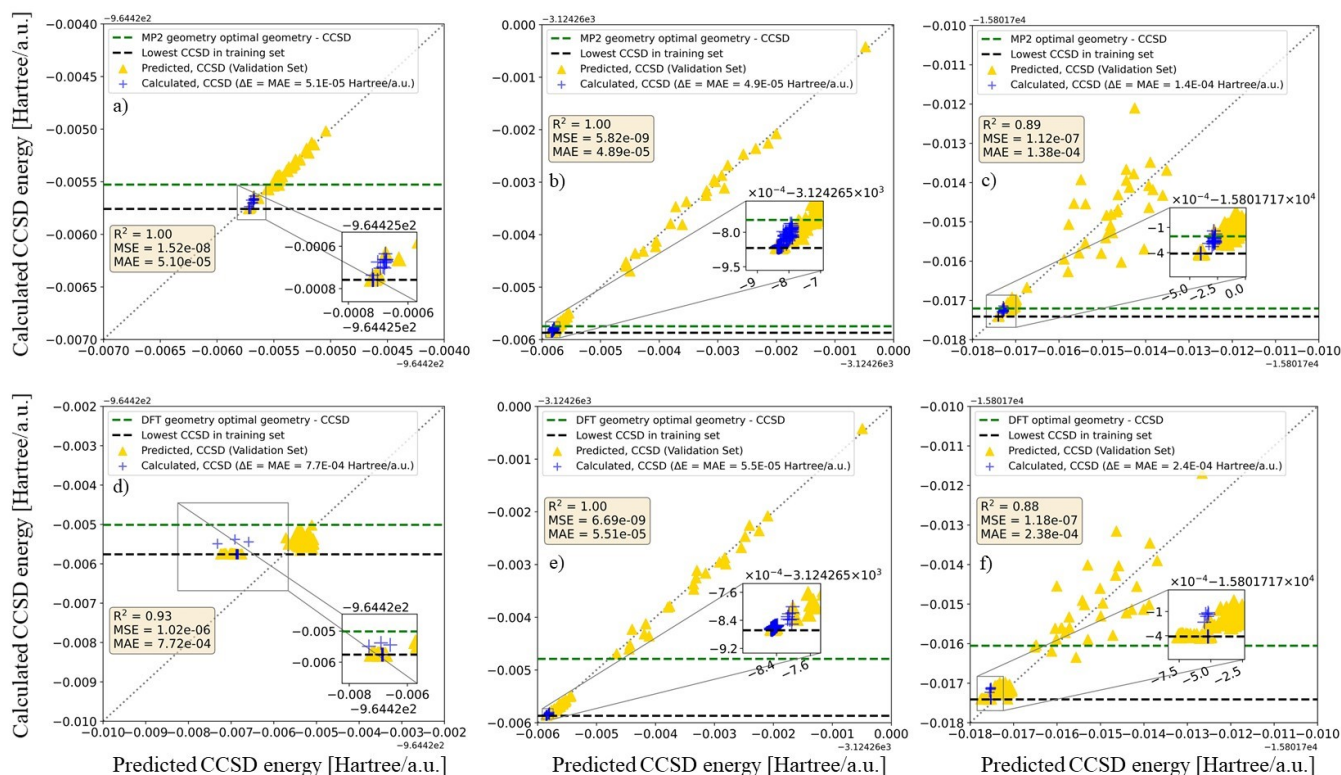 Calculated CCSD energy [Hartree/a.u.]
−9.6442e2
−0.0040
−0.0045
−0.0050
−0.0055
−0.0060
−0.0065
−0.0070
MP2 geometry optimal geometry - CCSD
Lowest CCSD in training set
Predicted, CCSD (Validation Set)
Calculated, CCSD (ΔE = MAE = 5.1E-05 Hartree/a.u.)
a)
R² = 1.00
MSE = 1.52e-08
MAE = 5.10e-05
−9.64425e2
−0.0006
−0.0008
−0.0008 −0.0006
−9.64425e2
−0.0070 −0.0065 −0.0060 −0.0055 −0.0050 −0.0045 −0.0040
−9.6442e2
−3.12426e3
0.000
−0.001
−0.002
−0.003
−0.004
−0.005
−0.006
MP2 geometry optimal geometry - CCSD
Lowest CCSD in training set
Predicted, CCSD (Validation Set)
Calculated, CCSD (ΔE = MAE = 4.9E-05 Hartree/a.u.)
R² = 1.00
MSE = 5.82e-09
MAE = 4.89e-05
b)
×10⁻⁴−3.124265×10³
−8.0
−9.5
−9 −8 −7
−0.006 −0.005 −0.004 −0.003 −0.002 −0.001 0.000
−3.12426e3
−1.58017e4
−0.010
−0.011
−0.012
−0.013
−0.014
−0.015
−0.016
−0.017
−0.018
MP2 optimal geometry - CCSD
Lowest CCSD in training set
Predicted, CCSD (Validation Set)
Calculated, CCSD (ΔE = MAE = 1.4E-04 Hartree/a.u.)
R² = 0.89
MSE = 1.12e-07
MAE = 1.38e-04
c)
×10⁻⁴−1.5801717×10⁴
−1
−4
−5.0 −2.5 0.0
−0.018 −0.017 −0.016 −0.015 −0.014 −0.013 −0.012 −0.011 −0.010
−1.58017e4
Calculated CCSD energy [Hartree/a.u.]
−9.6442e2
−0.002
−0.003
−0.004
−0.005
−0.006
−0.007
−0.008
−0.009
−0.010
DFT geometry optimal geometry - CCSD
Lowest CCSD in training set
Predicted, CCSD (Validation Set)
Calculated, CCSD (ΔE = MAE = 7.7E-04 Hartree/a.u.)
d)
R² = 0.93
MSE = 1.02e-06
MAE = 7.72e-04
−9.6442e2
−0.005
−0.006
−0.008 −0.006
−9.6442e2
−0.010 −0.009 −0.008 −0.007 −0.006 −0.005 −0.004 −0.003 −0.002
−9.6442e2
Predicted CCSD energy [Hartree/a.u.]
−3.12426e3
0.000
−0.001
−0.002
−0.003
−0.004
−0.005
−0.006
DFT geometry optimal geometry - CCSD
Lowest CCSD in training set
Predicted, CCSD (Validation Set)
Calculated, CCSD (ΔE = MAE = 5.5E-05 Hartree/a.u.)
R² = 1.00
MSE = 6.69e-09
MAE = 5.51e-05
e)
×10⁻⁴−3.124265×10³
−7.6
−8.4
−9.2
−8.4 −7.6
−0.006 −0.005 −0.004 −0.003 −0.002 −0.001 0.000
−3.12426e3
Predicted CCSD energy [Hartree/a.u.]
−1.58017e4
−0.010
−0.011
−0.012
−0.013
−0.014
−0.015
−0.016
−0.017
−0.018
DFT optimal geometry - CCSD
Lowest CCSD in training set
Predicted, CCSD (Validation Set)
Calculated, CCSD (ΔE = MAE = 2.4E-04 Hartree/a.u.)
R² = 0.88
MSE = 1.18e-07
MAE = 2.38e-04
f)
×10⁻⁴−1.5801717×10⁴
−1
−4
−7.5 −5.0 −2.5
−0.018 −0.017 −0.016 −0.015 −0.014 −0.013 −0.012 −0.011 −0.010
−1.58017e4
Predicted CCSD energy [Hartree/a.u.]